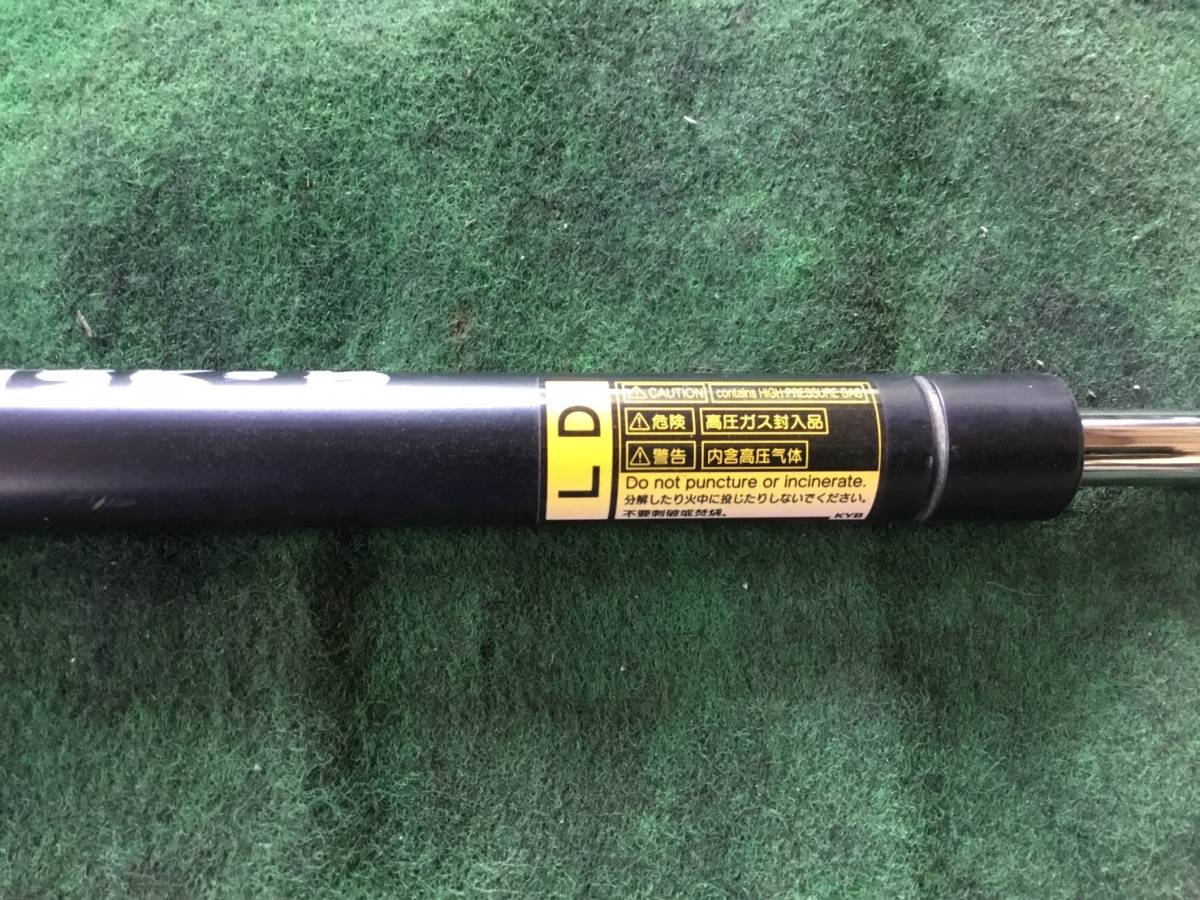 LD
⚠ CAUTION contains HIGH PRESSURE GAS
⚠ 危険 高圧ガス封入品
⚠ 警告 内含高压气体
Do not puncture or incinerate.
分解したり火中に投じたりしないでください。
不要刺破或焚烧。
KYB